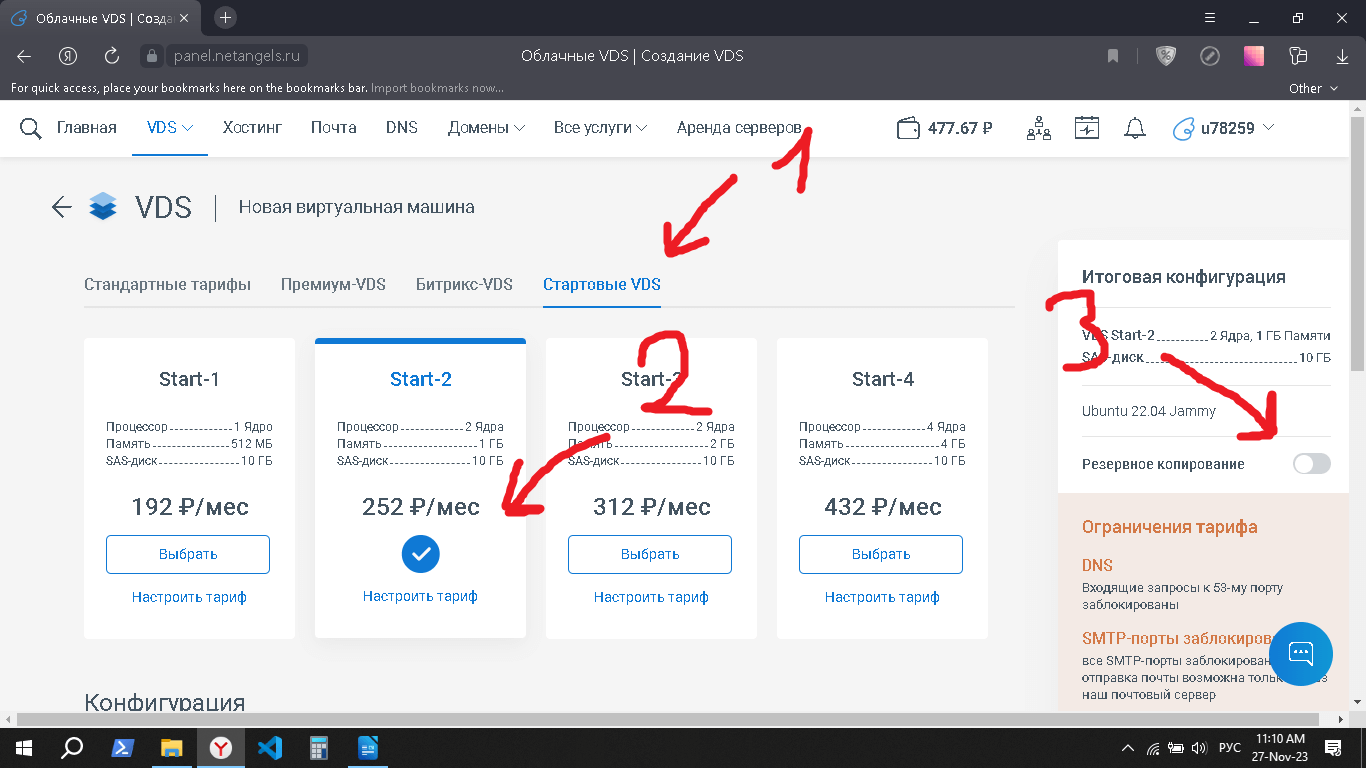 Облачные VDS | Созда
panel.netangels.ru
Облачные VDS | Создание VDS
For quick access, place your bookmarks here on the bookmarks bar. Import bookmarks now...
Other
Главная VDS Хостинг Почта DNS Домены Все услуги Аренда серверов 477.67 ₽ u78259
1
VDS | Новая виртуальная машина
Стандартные тарифы Премиум-VDS Битрикс-VDS Стартовые VDS
2
Start-1
Процессор 1 Ядро
Память 512 МБ
SAS-диск 10 ГБ
192 ₽/мес
Выбрать
Настроить тариф
Start-2
Процессор 2 Ядра
Память 1 ГБ
SAS-диск 10 ГБ
252 ₽/мес
Настроить тариф
Start-3
Процессор 2 Ядра
Память 2 ГБ
SAS-диск 10 ГБ
312 ₽/мес
Выбрать
Настроить тариф
Start-4
Процессор 4 Ядра
Память 4 ГБ
SAS-диск 10 ГБ
432 ₽/мес
Выбрать
Настроить тариф
Конфигурация
Итоговая конфигурация
3
VDS Start-2 2 Ядра, 1 ГБ Памяти
SAS-диск 10 ГБ
Ubuntu 22.04 Jammy
Резервное копирование
Ограничения тарифа
DNS
Входящие запросы к 53-му порту
заблокированы
SMTP-порты заблокиров
все SMTP-порты заблокирован
отправка почты возможна тольк
наш почтовый сервер
РУС
11:10 AM
27-Nov-23